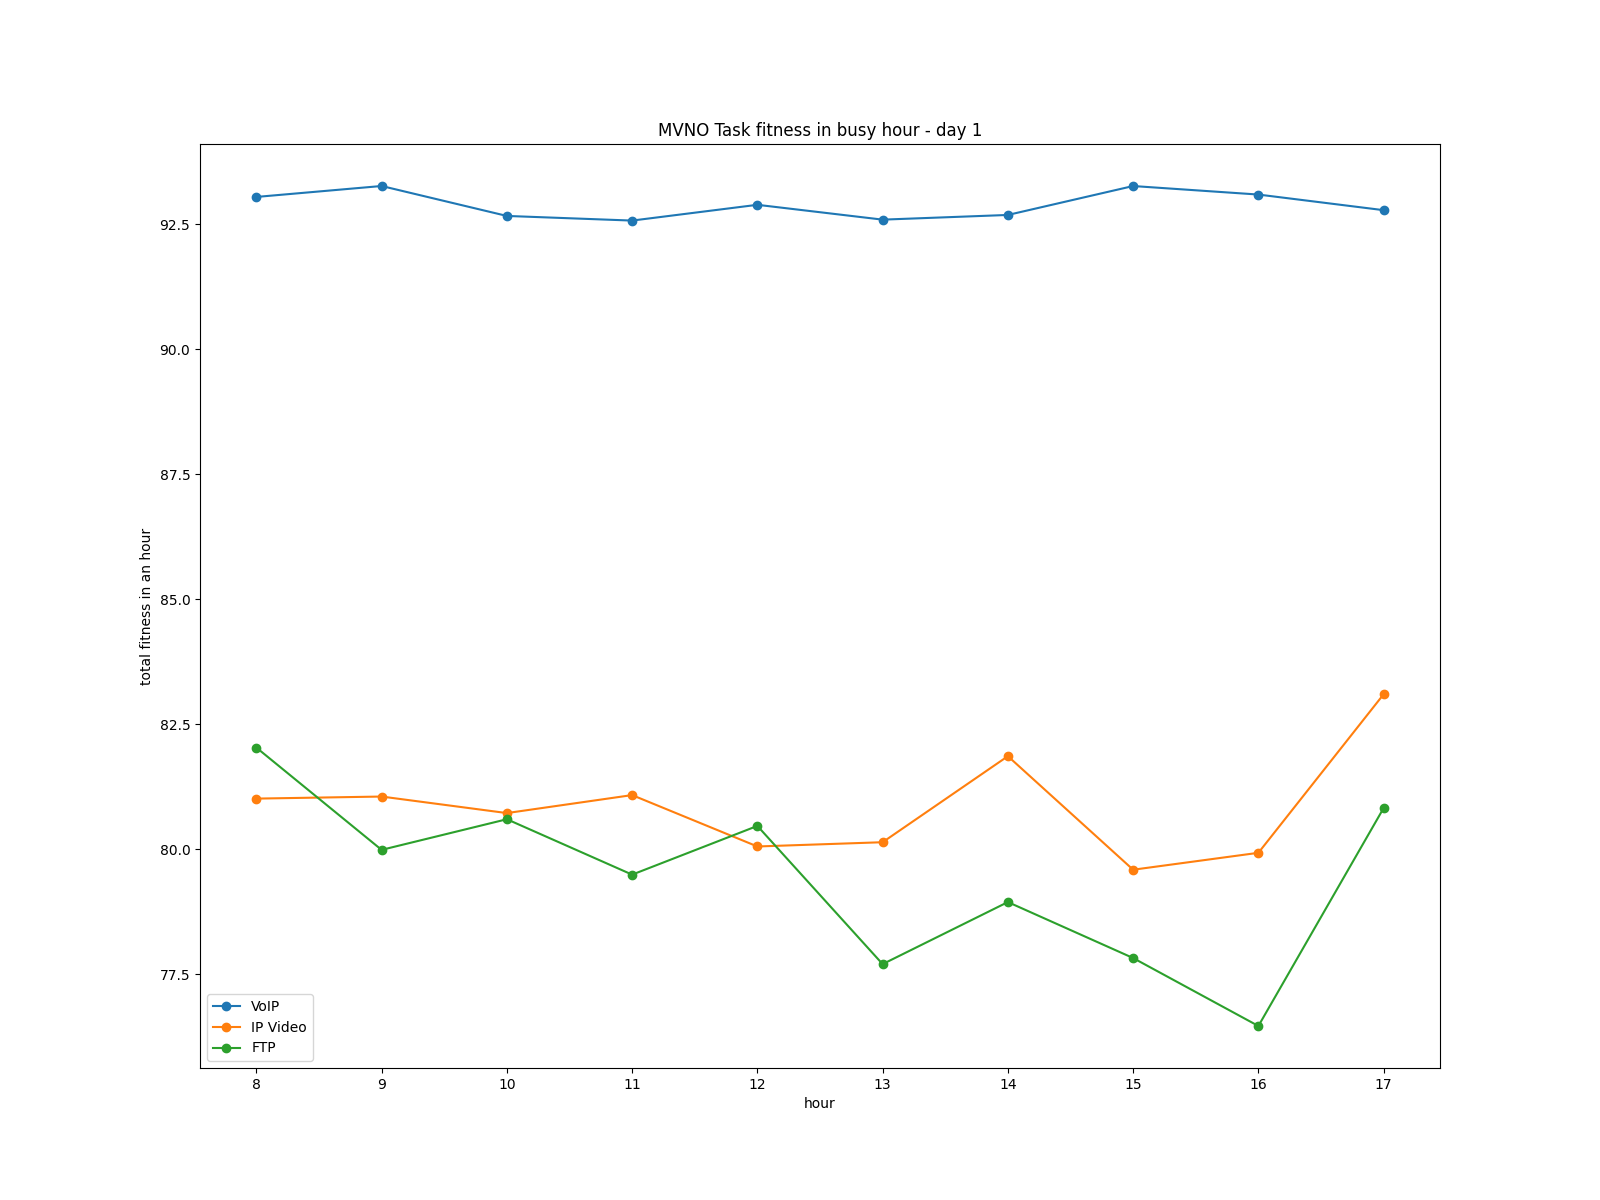 MVNO Task fitness in busy hour - day 1
total fitness in an hour
92.5
90.0
87.5
85.0
82.5
80.0
77.5
VoIP
IP Video
FTP
8 9 10 11 12 13 14 15 16 17
hour